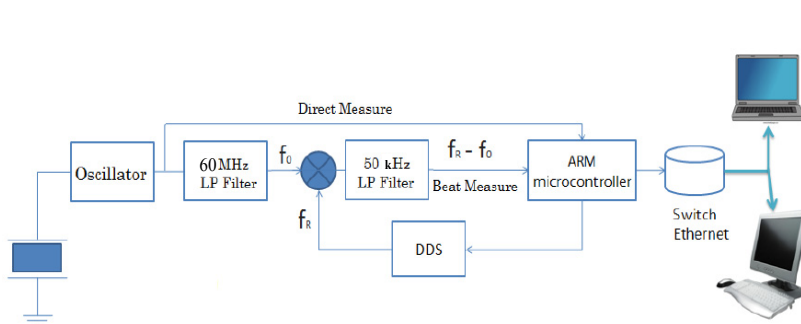 Direct Measure
Oscillator
60MHz
LP Filter
f₀
50 kHz
LP Filter
fR - f₀
Beat Measure
ARM
microcontroller
Switch
Ethernet
fR
DDS